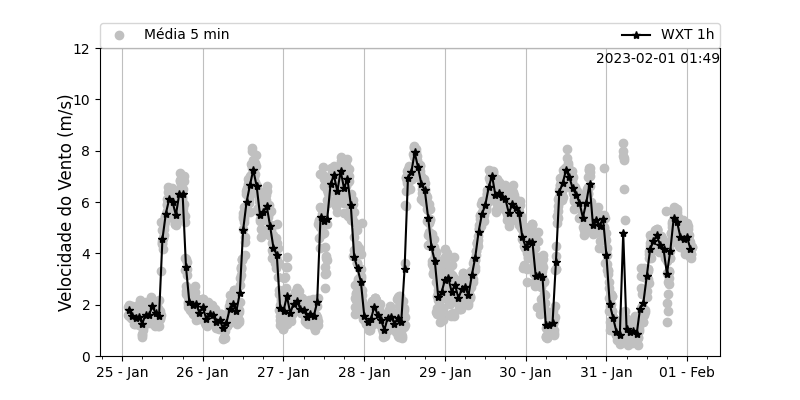 Média 5 min
WXT 1h
2023-02-01 01:49
Velocidade do Vento (m/s)
12
10
8
6
4
2
0
25 - Jan
26 - Jan
27 - Jan
28 - Jan
29 - Jan
30 - Jan
31 - Jan
01 - Feb